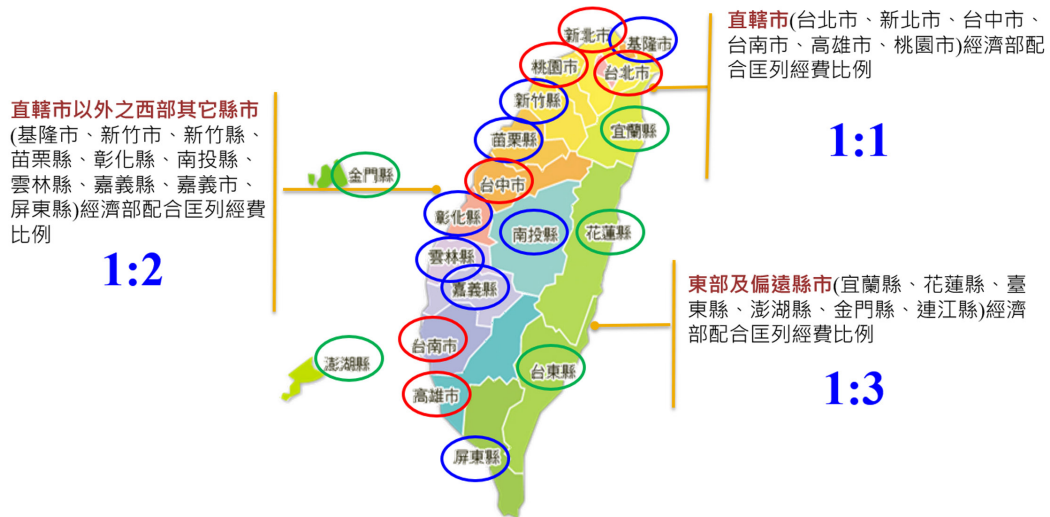 直轄市(台北市、新北市、台中市、
台南市、高雄市、桃園市)經濟部配
合匡列經費比例
1:1
直轄市以外之西部其它縣市
(基隆市、新竹市、新竹縣、
苗栗縣、彰化縣、南投縣、
雲林縣、嘉義縣、嘉義市、
屏東縣)經濟部配合匡列經費
比例
1:2
東部及偏遠縣市(宜蘭縣、花蓮縣、臺
東縣、澎湖縣、金門縣、連江縣)經濟
部配合匡列經費比例
1:3
新北市
基隆市
桃園市
台北市
新竹縣
宜蘭縣
苗栗縣
金門縣
台中市
彰化縣
南投縣
花蓮縣
雲林縣
嘉義縣
台南市
澎湖縣
台東縣
高雄市
屏東縣